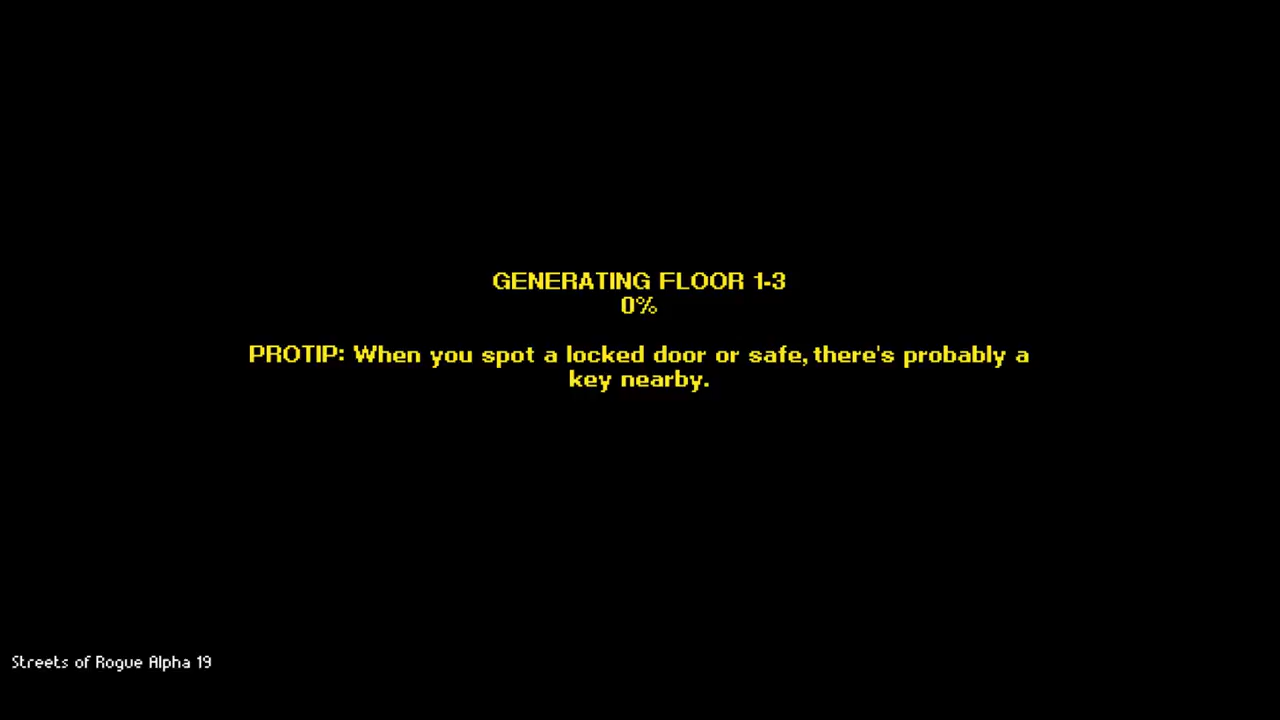 GENERATING FLOOR 1-3
0%
PROTIP: When you spot a locked door or safe, there's probably a
key nearby.
Streets of Rogue Alpha 19